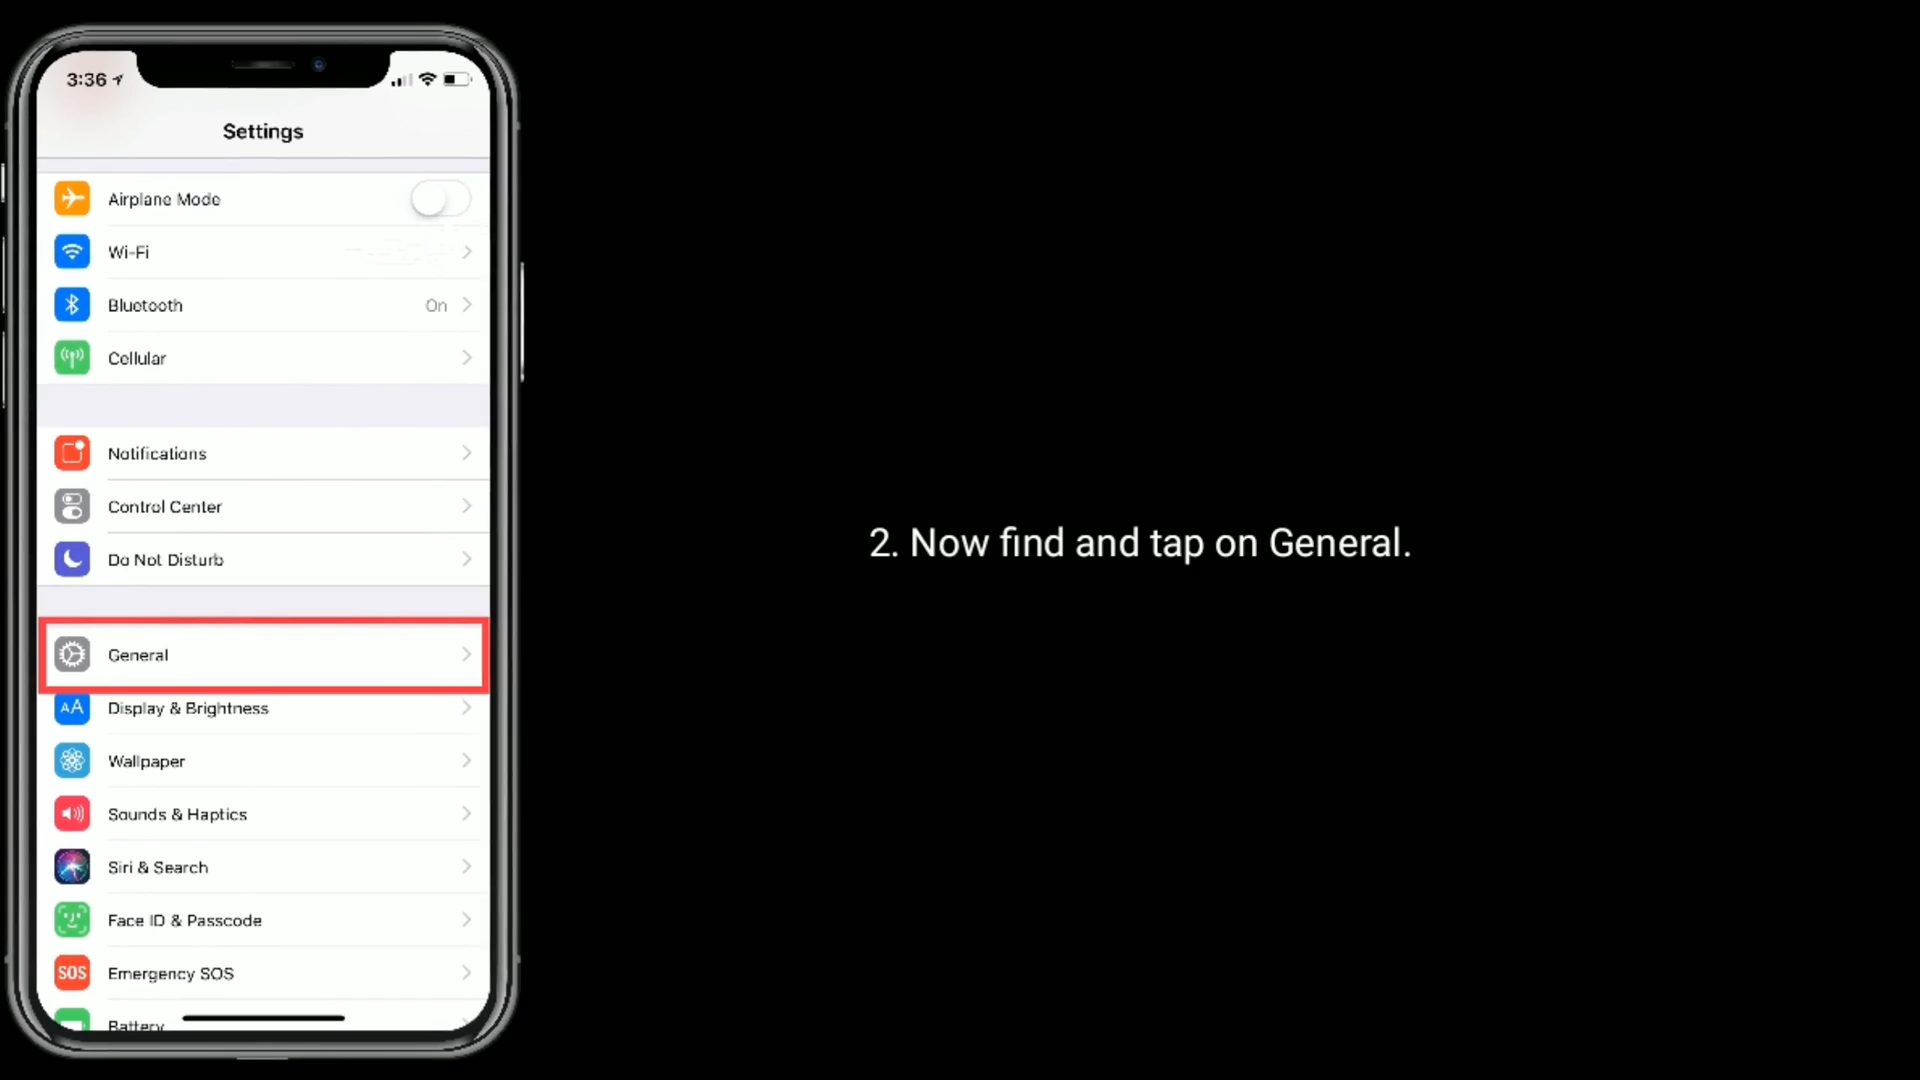 3:36
Settings
Airplane Mode
Wi-Fi
Bluetooth On
Cellular
Notifications
Control Center
Do Not Disturb
General
AA Display & Brightness
Wallpaper
Sounds & Haptics
Siri & Search
Face ID & Passcode
SOS Emergency SOS
Battery
2. Now find and tap on General.